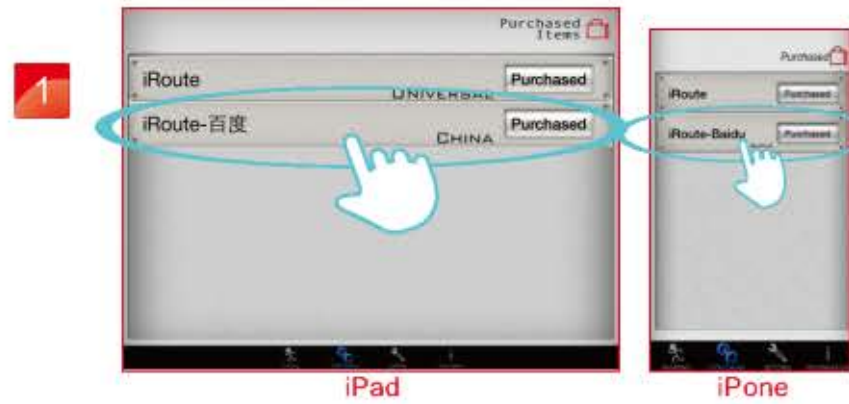 1
Purchased
Items
iRoute
UNIVERSAL
Purchased
iRoute-百度
CHINA
Purchased
iPad
Purchased
iRoute
Purchased
iRoute-Baidu
Purchased
iPone